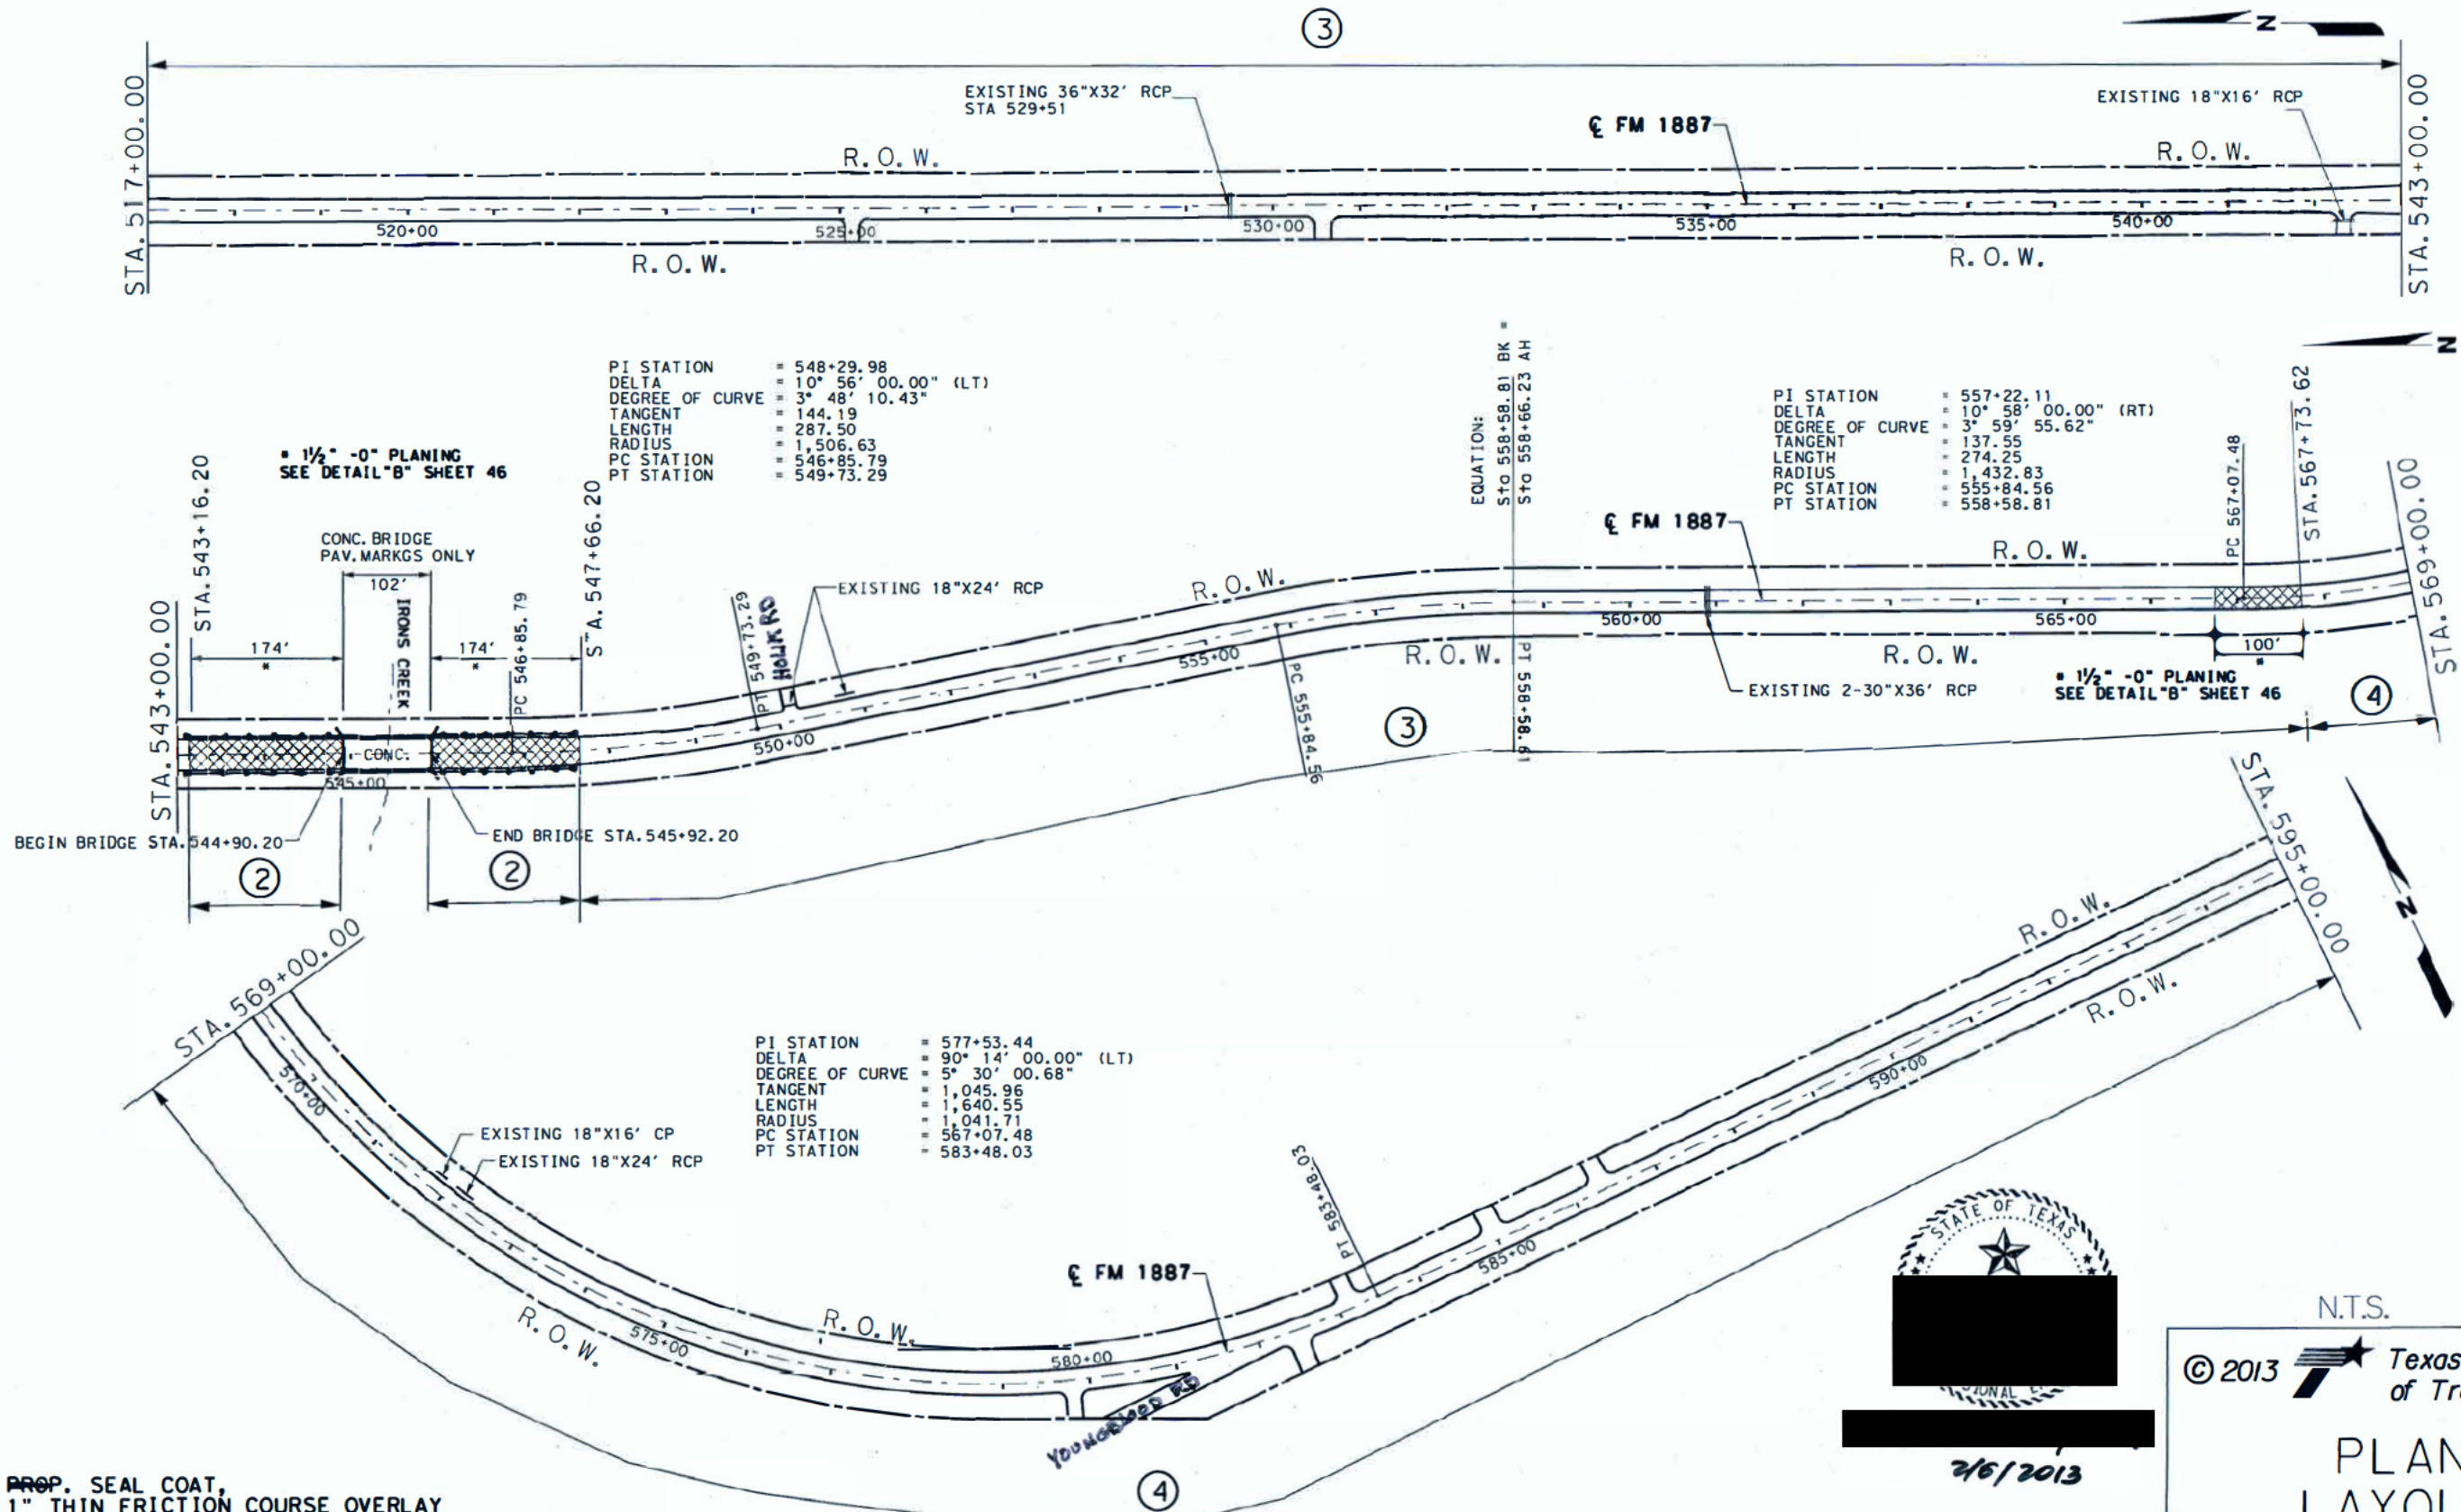 ③
N
STA. 517+00.00
EXISTING 36"X32' RCP
STA 529+51
℄ FM 1887
EXISTING 18"X16' RCP
STA. 543+00.00
R. O. W.
R. O. W.
520+00
525+00
530+00
535+00
540+00
R. O. W.
R. O. W.
N
PI STATION = 548+29.98
DELTA = 10° 56' 00.00" (LT)
DEGREE OF CURVE = 3° 48' 10.43"
TANGENT = 144.19
LENGTH = 287.50
RADIUS = 1,506.63
PC STATION = 546+85.79
PT STATION = 549+73.29
EQUATION:
Sta 558+58.81 BK =
Sta 558+66.23 AH
PI STATION = 557+22.11
DELTA = 10° 58' 00.00" (RT)
DEGREE OF CURVE = 3° 59' 55.62"
TANGENT = 137.55
LENGTH = 274.25
RADIUS = 1,432.83
PC STATION = 555+84.56
PT STATION = 558+58.81
* 1½" -0" PLANING
SEE DETAIL "B" SHEET 46
STA. 543+00.00
STA. 543+16.20
CONC. BRIDGE
PAV. MARKGS ONLY
102'
IRONS CREEK
174'
*
174'
*
PC 546+85.79
STA. 547+66.20
PT 549+73.29
EXISTING 18"X24' RCP
R. O. W.
℄ FM 1887
R. O. W.
PC 567+07.48
STA. 567+73.62
STA. 569+00.00
CONC.
545+00
550+00
555+00
560+00
565+00
PC 555+84.56
R. O. W.
PT 558+58.81
R. O. W.
EXISTING 2-30"X36' RCP
100'
*
* 1½" -0" PLANING
SEE DETAIL "B" SHEET 46
③
④
BEGIN BRIDGE STA. 544+90.20
END BRIDGE STA. 545+92.20
②
②
STA. 569+00.00
STA. 595+00.00
N
R. O. W.
R. O. W.
PI STATION = 577+53.44
DELTA = 90° 14' 00.00" (LT)
DEGREE OF CURVE = 5° 30' 00.68"
TANGENT = 1,045.96
LENGTH = 1,640.55
RADIUS = 1,041.71
PC STATION = 567+07.48
PT STATION = 583+48.03
570+00
EXISTING 18"X16' CP
EXISTING 18"X24' RCP
575+00
580+00
585+00
590+00
PT 583+48.03
℄ FM 1887
R. O. W.
R. O. W.
YOUNGBLOOD RD
④
STATE OF TEXAS
2/6/2013
N.T.S.
© 2013 Texas
of Tr
PLAN
LAYOU
PROP. SEAL COAT,
1" THIN FRICTION COURSE OVERLAY